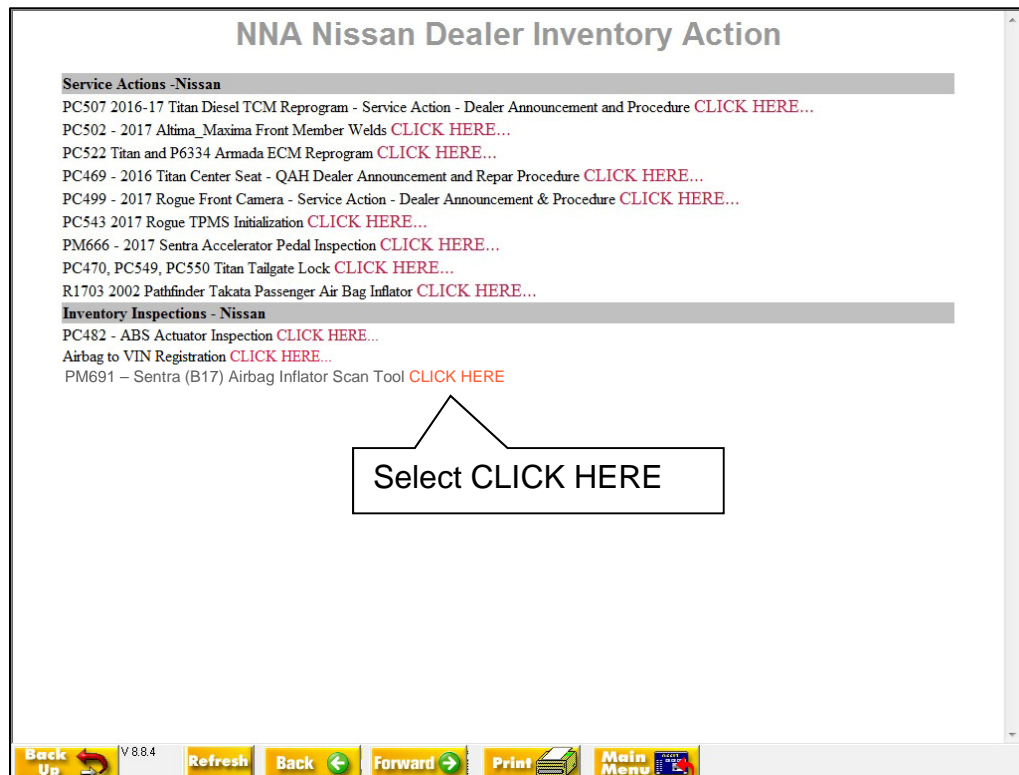 NNA Nissan Dealer Inventory Action
Service Actions -Nissan
PC507 2016-17 Titan Diesel TCM Reprogram - Service Action - Dealer Announcement and Procedure CLICK HERE...
PC502 - 2017 Altima_Maxima Front Member Welds CLICK HERE...
PC522 Titan and P6334 Armada ECM Reprogram CLICK HERE...
PC469 - 2016 Titan Center Seat - QAH Dealer Announcement and Repar Procedure CLICK HERE...
PC499 - 2017 Rogue Front Camera - Service Action - Dealer Announcement & Procedure CLICK HERE...
PC543 2017 Rogue TPMS Initialization CLICK HERE...
PM666 - 2017 Sentra Accelerator Pedal Inspection CLICK HERE...
PC470, PC549, PC550 Titan Tailgate Lock CLICK HERE...
R1703 2002 Pathfinder Takata Passenger Air Bag Inflator CLICK HERE...
Inventory Inspections - Nissan
PC482 - ABS Actuator Inspection CLICK HERE...
Airbag to VIN Registration CLICK HERE...
PM691 – Sentra (B17) Airbag Inflator Scan Tool CLICK HERE
Select CLICK HERE
Back Up V 8.8.4 Refresh Back Forward Print Main Menu